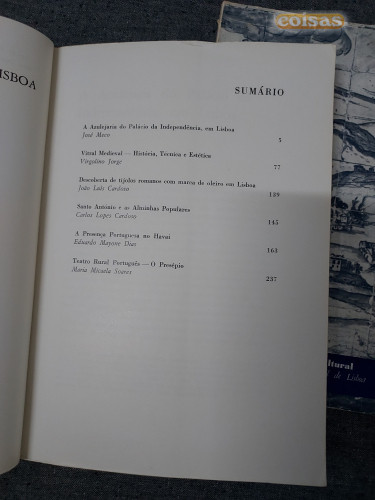 coisas
ISBOA
SUMÁRIO
A Azulejaria do Palácio da Independência, em Lisboa
José Meco
5
Vitral Medieval — História, Técnica e Estética
Virgolino Jorge
77
Descoberta de tijolos romanos com marca de oleiro em Lisboa
João Luís Cardoso
139
Santo António e as Alminhas Populares
Carlos Lopes Cardoso
145
A Presença Portuguesa no Havai
Eduardo Mayone Dias
163
Teatro Rural Português — O Presépio
Maria Micaela Soares
237
ltural
de Lisboa